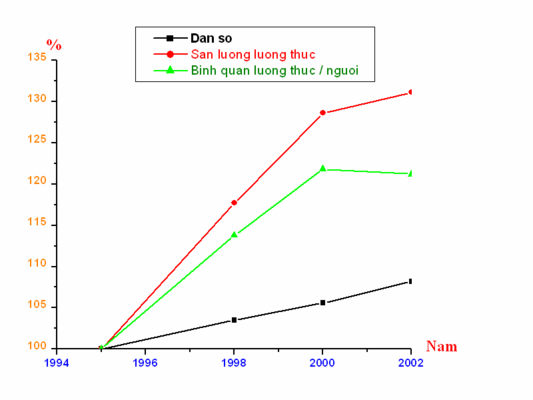 %
Dan so
San luong luong thuc
Binh quan luong thuc / nguoi
135
130
125
120
115
110
105
100
1994 1996 1998 2000 2002
Nam